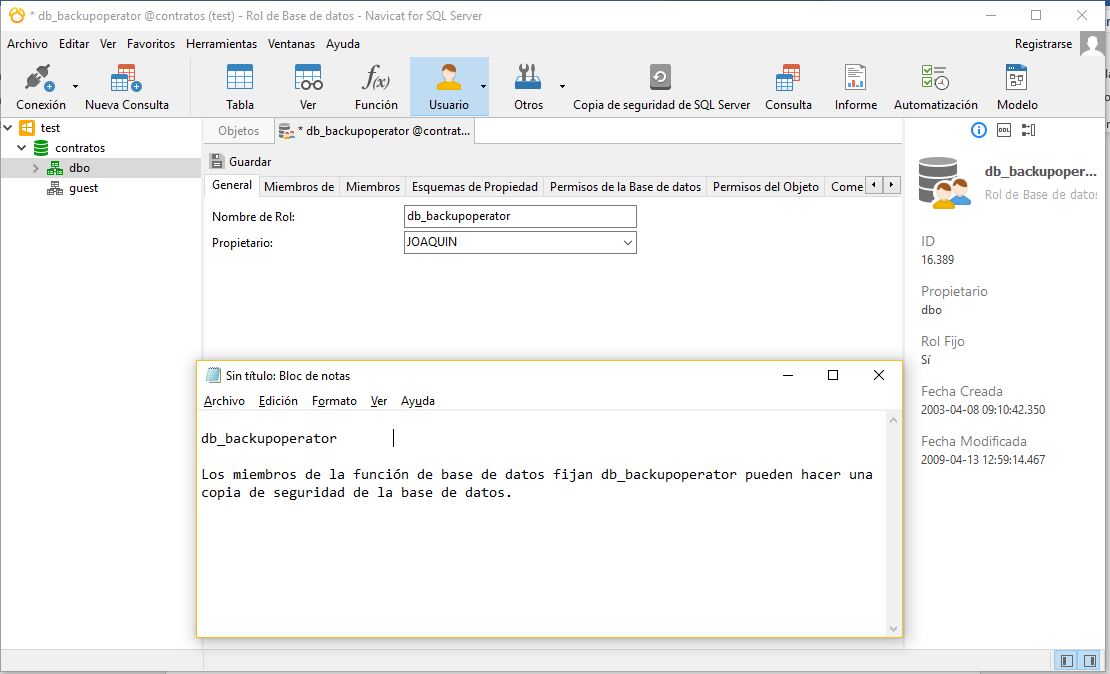 * db_backupoperator @contratos (test) - Rol de Base de datos - Navicat for SQL Server
Archivo Editar Ver Favoritos Herramientas Ventanas Ayuda Registrarse
Conexión Nueva Consulta Tabla Ver f(x) Función Usuario Otros Copia de seguridad de SQL Server Consulta Informe Automatización Modelo
test
contratos
dbo
guest
Objetos * db_backupoperator @contrat...
Guardar
General Miembros de Miembros Esquemas de Propiedad Permisos de la Base de datos Permisos del Objeto Come
Nombre de Rol: db_backupoperator
Propietario: JOAQUIN
DDL
db_backupoper...
Rol de Base de datos
ID
16.389
Propietario
dbo
Rol Fijo
Sí
Fecha Creada
2003-04-08 09:10:42.350
Fecha Modificada
2009-04-13 12:59:14.467
Sin título: Bloc de notas
Archivo Edición Formato Ver Ayuda
db_backupoperator
Los miembros de la función de base de datos fijan db_backupoperator pueden hacer una
copia de seguridad de la base de datos.